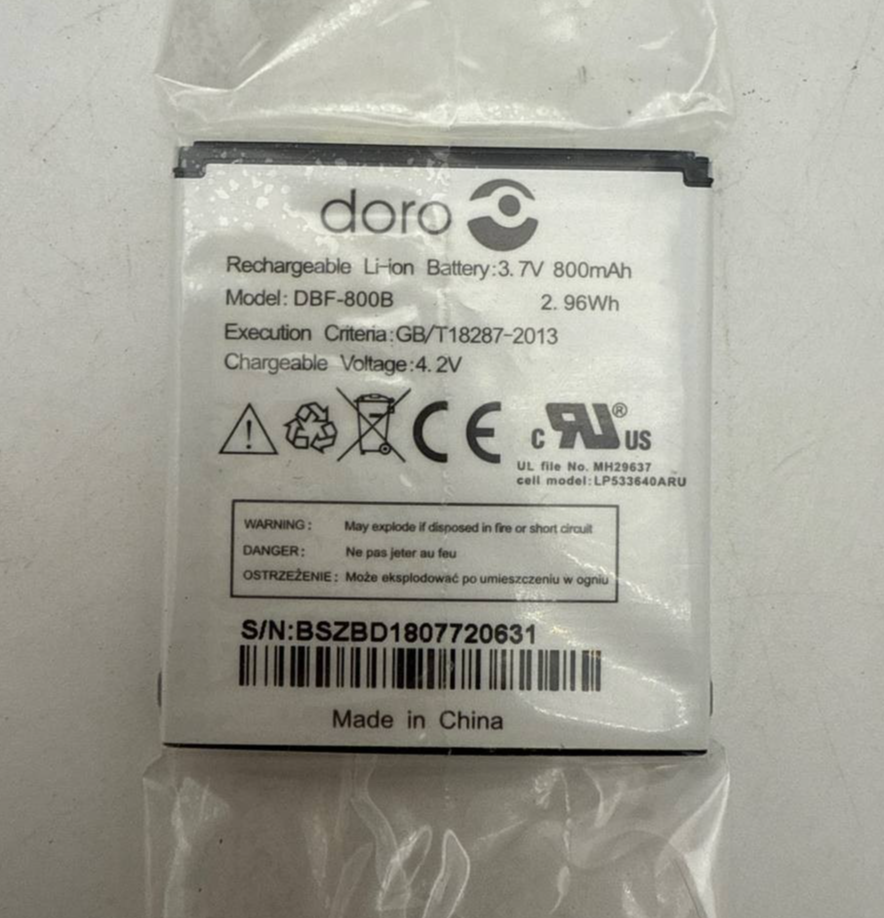 doro
Rechargeable Li-ion Battery:3.7V 800mAh
Model: DBF-800B 2.96Wh
Execution Criteria:GB/T18287-2013
Chargeable Voltage:4.2V
CE c RU ® US
UL file No. MH29637
cell model:LP533640ARU
WARNING: May explode if disposed in fire or short circuit
DANGER: Ne pas jeter au feu
OSTRZEŻENIE: Może eksplodować po umieszczeniu w ogniu
S/N:BSZBD1807720631
Made in China